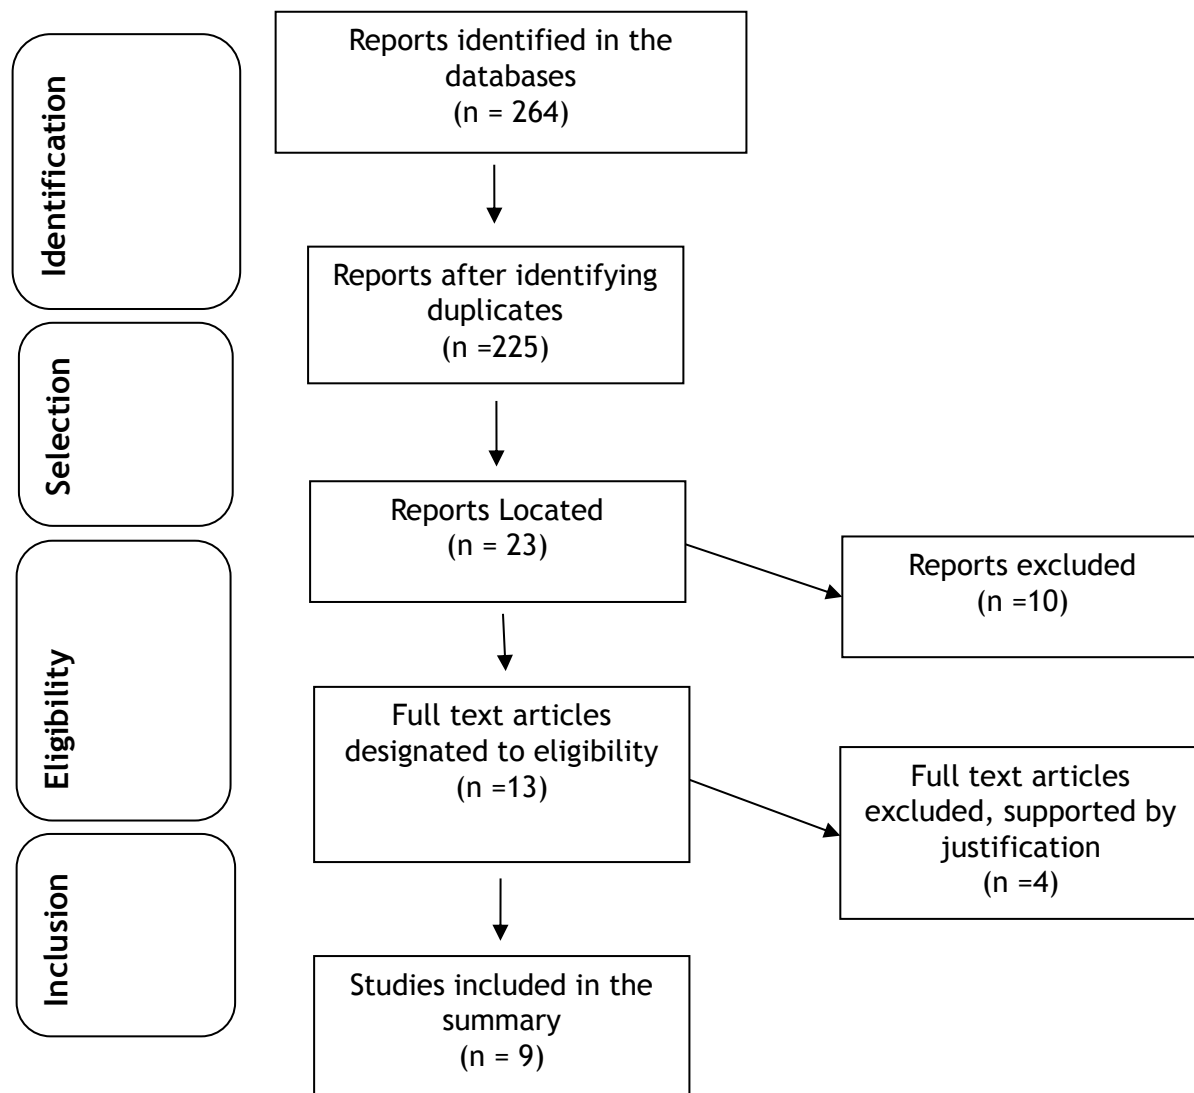 Identification
Reports identified in the
databases
(n = 264)
Reports after identifying
duplicates
(n =225)
Selection
Reports Located
(n = 23)
Reports excluded
(n =10)
Eligibility
Full text articles
designated to eligibility
(n =13)
Full text articles
excluded, supported by
justification
(n =4)
Inclusion
Studies included in the
summary
(n = 9)